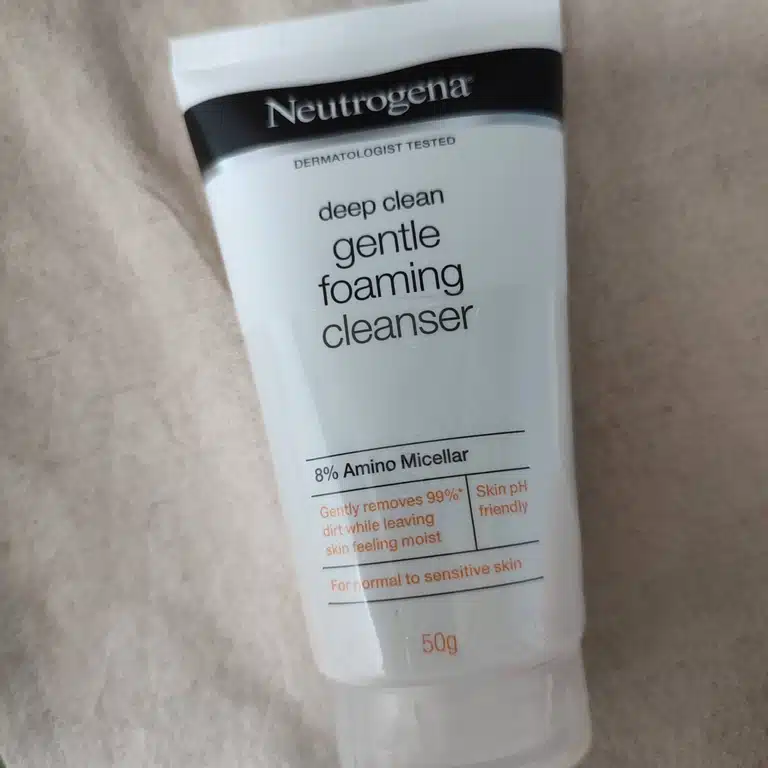 Neutrogena
DERMATOLOGIST TESTED
deep clean
gentle
foaming
cleanser
8% Amino Micellar
Gently removes 99%*
dirt while leaving
skin feeling moist
Skin pH
friendly
For normal to sensitive skin
50g